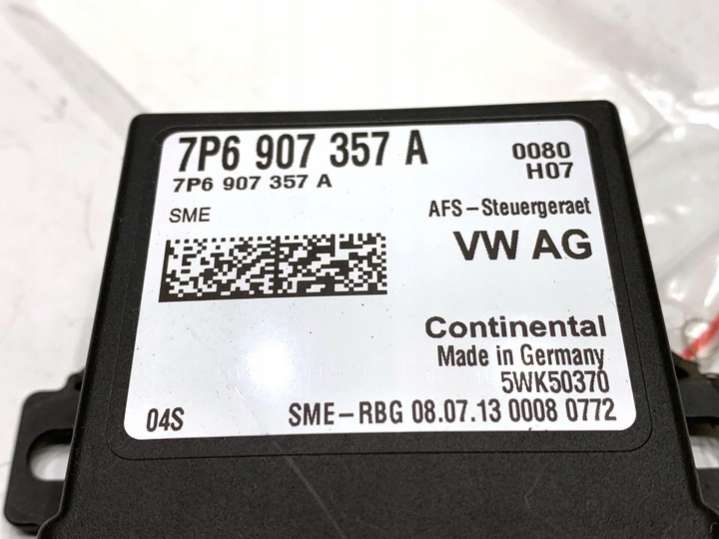 7P6 907 357 A
7P6 907 357 A
0080
H07
SME
AFS-Steuergeraet
VW AG
Continental
Made in Germany
5WK50370
04S
SME-RBG 08.07.13 0008 0772